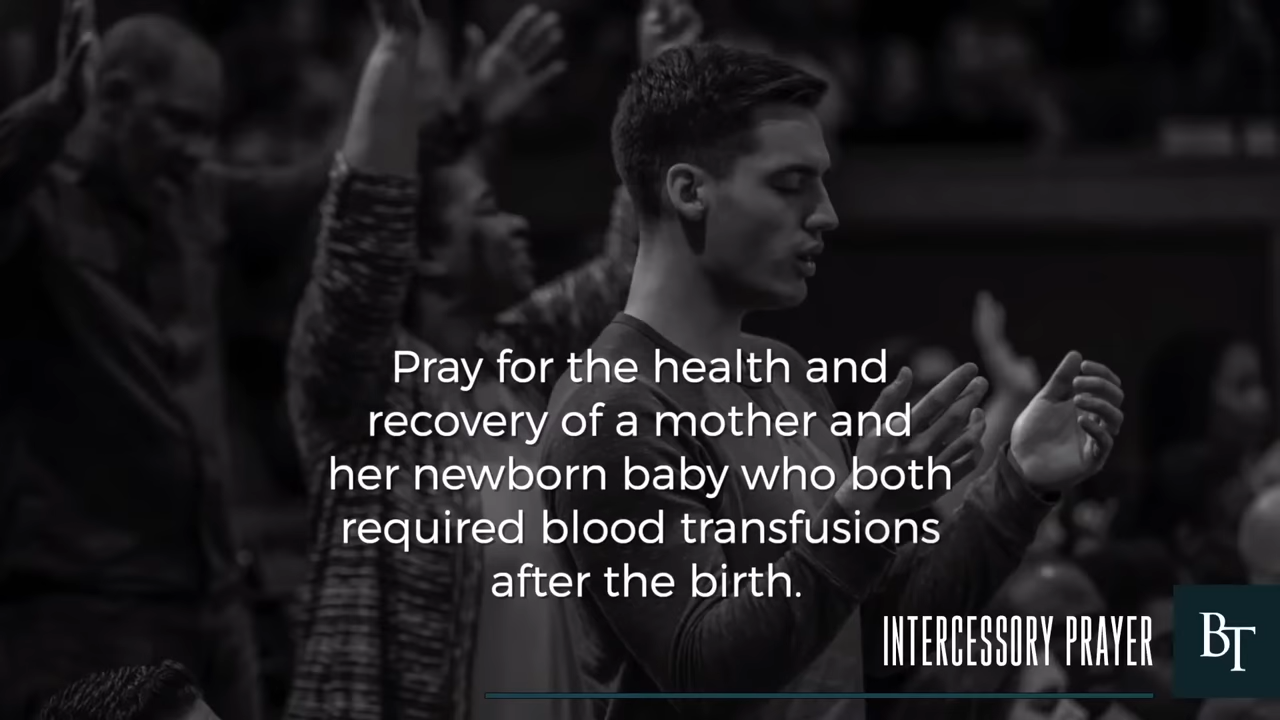 Pray for the health and
recovery of a mother and
her newborn baby who both
required blood transfusions
after the birth.
INTERCESSORY PRAYER
BT